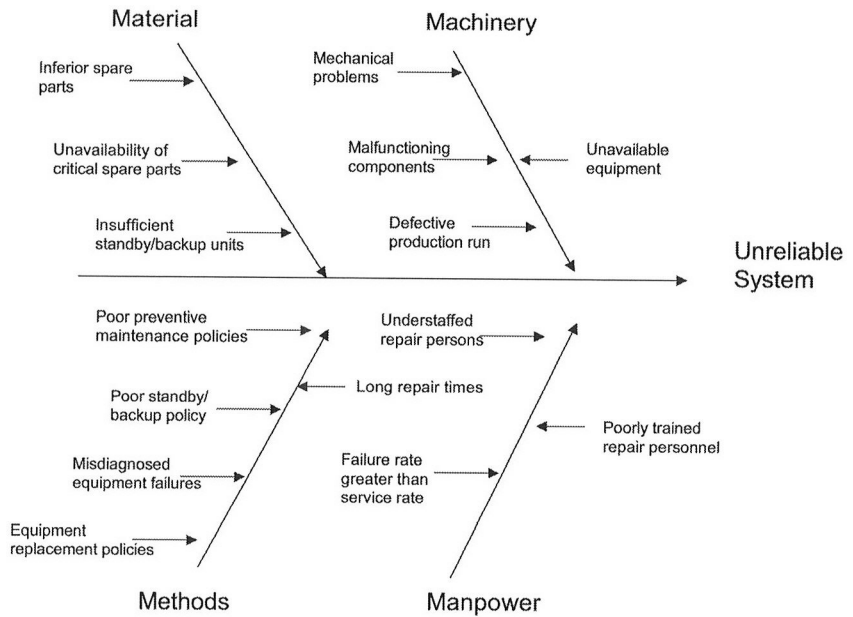 Material
Machinery
Inferior spare
parts
Mechanical
problems
Unavailability of
critical spare parts
Malfunctioning
components
Unavailable
equipment
Insufficient
standby/backup units
Defective
production run
Unreliable
System
Poor preventive
maintenance policies
Understaffed
repair persons
Long repair times
Poor standby/
backup policy
Poorly trained
repair personnel
Misdiagnosed
equipment failures
Failure rate
greater than
service rate
Equipment
replacement policies
Methods
Manpower